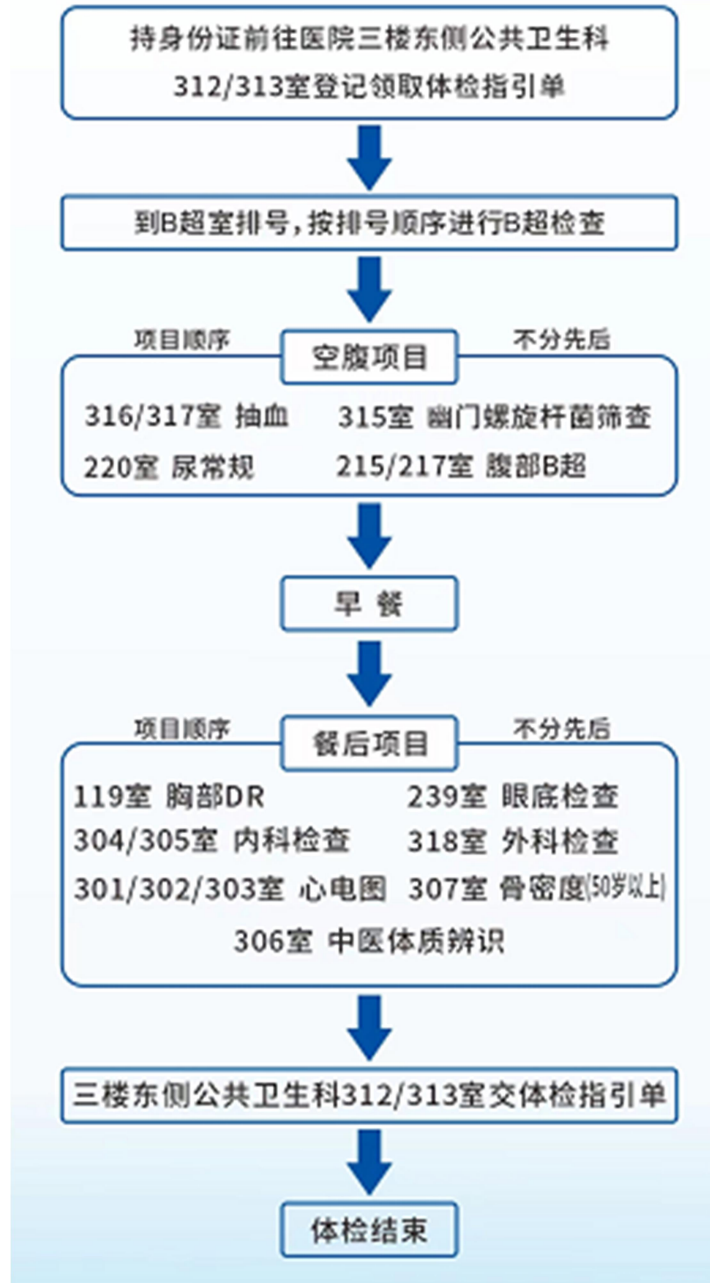 持身份证前往医院三楼东侧公共卫生科
312/313室登记领取体检指引单
到B超室排号,按排号顺序进行B超检查
项目顺序 空腹项目 不分先后
316/317室 抽血 315室 幽门螺旋杆菌筛查
220室 尿常规 215/217室 腹部B超
早 餐
项目顺序 餐后项目 不分先后
119室 胸部DR 239室 眼底检查
304/305室 内科检查 318室 外科检查
301/302/303室 心电图 307室 骨密度(50岁以上)
306室 中医体质辨识
三楼东侧公共卫生科312/313室交体检指引单
体检结束